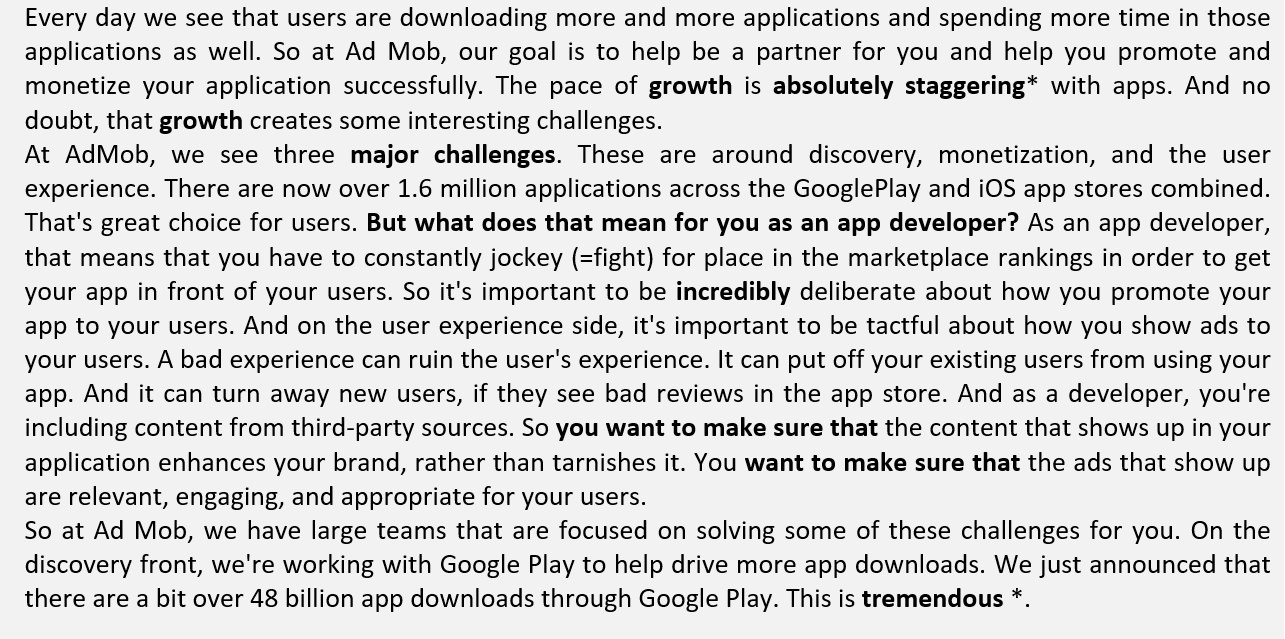 Every day we see that users are downloading more and more applications and spending more time in those
applications as well. So at Ad Mob, our goal is to help be a partner for you and help you promote and
monetize your application successfully. The pace of growth is absolutely staggering* with apps. And no
doubt, that growth creates some interesting challenges.
At AdMob, we see three major challenges. These are around discovery, monetization, and the user
experience. There are now over 1.6 million applications across the GooglePlay and iOS app stores combined.
That's great choice for users. But what does that mean for you as an app developer? As an app developer,
that means that you have to constantly jockey (=fight) for place in the marketplace rankings in order to get
your app in front of your users. So it's important to be incredibly deliberate about how you promote your
app to your users. And on the user experience side, it's important to be tactful about how you show ads to
your users. A bad experience can ruin the user's experience. It can put off your existing users from using your
app. And it can turn away new users, if they see bad reviews in the app store. And as a developer, you're
including content from third-party sources. So you want to make sure that the content that shows up in your
application enhances your brand, rather than tarnishes it. You want to make sure that the ads that show up
are relevant, engaging, and appropriate for your users.
So at Ad Mob, we have large teams that are focused on solving some of these challenges for you. On the
discovery front, we're working with Google Play to help drive more app downloads. We just announced that
there are a bit over 48 billion app downloads through Google Play. This is tremendous *.